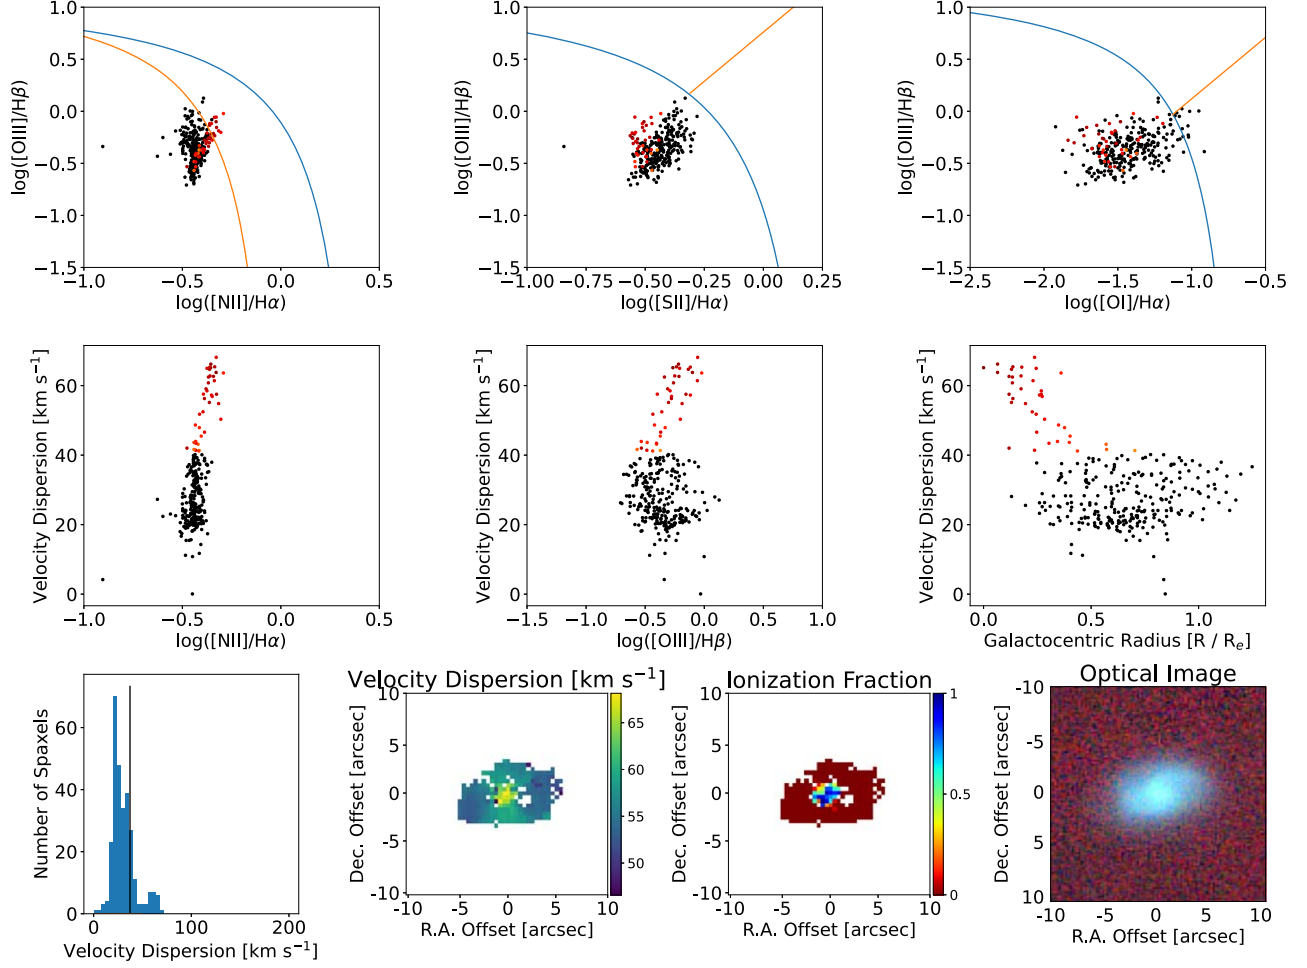 1.0
0.5
0.0
−0.5
−1.0
−1.5
log([OIII]/Hβ)
−1.0 −0.5 0.0 0.5
log([NII]/Hα)
1.0
0.5
0.0
−0.5
−1.0
−1.5
log([OIII]/Hβ)
−1.00 −0.75 −0.50 −0.25 0.00 0.25
log([SII]/Hα)
1.0
0.5
0.0
−0.5
−1.0
−1.5
log([OIII]/Hβ)
−2.5 −2.0 −1.5 −1.0 −0.5
log([OI]/Hα)
60
40
20
0
Velocity Dispersion [km s⁻¹]
−1.0 −0.5 0.0 0.5
log([NII]/Hα)
60
40
20
0
Velocity Dispersion [km s⁻¹]
−1.0 −0.5 0.0 0.5 1.0
log([OIII]/Hβ)
60
40
20
0
Velocity Dispersion [km s⁻¹]
0.0 0.5 1.0
Galactocentric Radius [R / Rₑ]
60
40
20
0
Number of Spaxels
0 100 200
Velocity Dispersion [km s⁻¹]
Velocity Dispersion [km s⁻¹]
10
5
0
-5
-10
Dec. Offset [arcsec]
-10 -5 0 5 10
R.A. Offset [arcsec]
65
60
55
50
Ionization Fraction
10
5
0
-5
-10
Dec. Offset [arcsec]
-10 -5 0 5 10
R.A. Offset [arcsec]
1
0.5
0
Optical Image
-10
-5
0
5
10
Dec. Offset [arcsec]
-10 -5 0 5 10
R.A. Offset [arcsec]